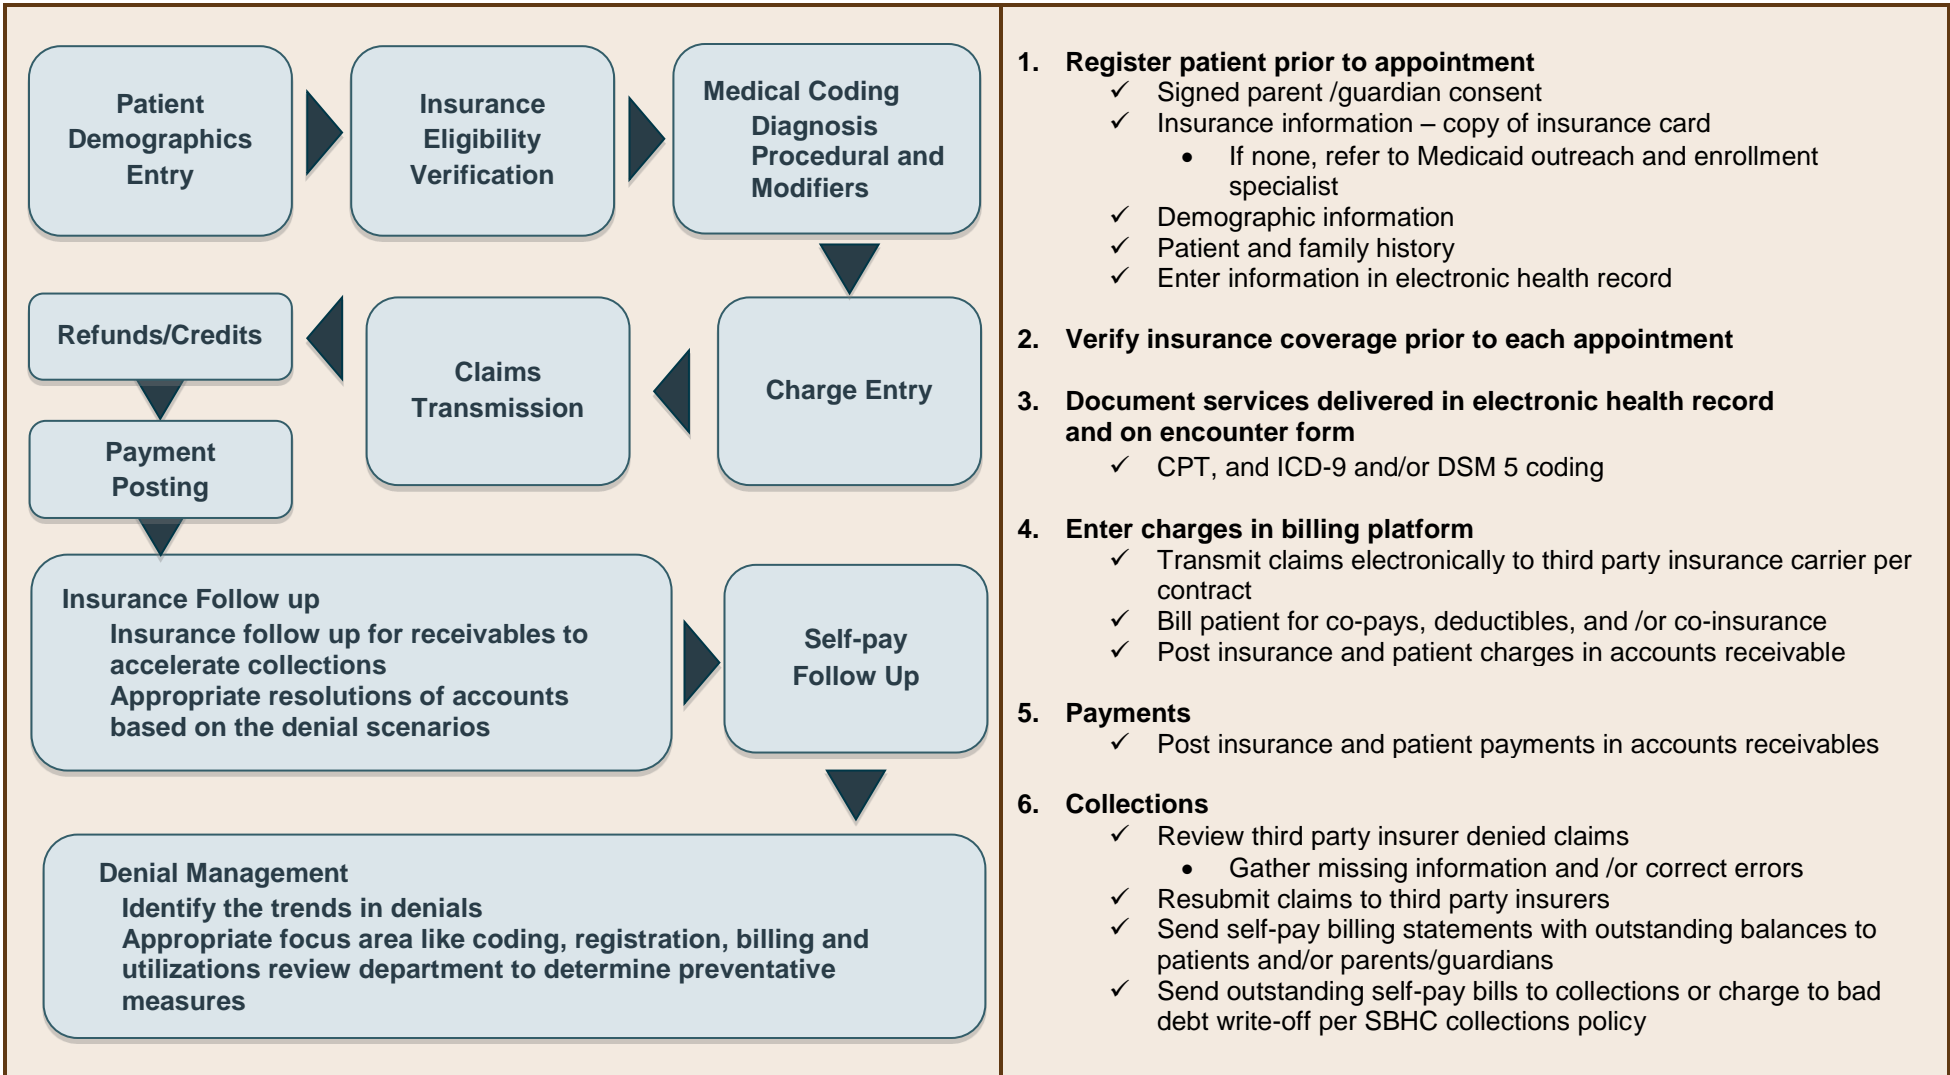 Patient
Demographics
Entry
Insurance
Eligibility
Verification
Medical Coding
Diagnosis
Procedural and
Modifiers
Refunds/Credits
Claims
Transmission
Charge Entry
Payment
Posting
Insurance Follow up
Insurance follow up for receivables to
accelerate collections
Appropriate resolutions of accounts
based on the denial scenarios
Self-pay
Follow Up
Denial Management
Identify the trends in denials
Appropriate focus area like coding, registration, billing and
utilizations review department to determine preventative
measures
1. Register patient prior to appointment
✓ Signed parent /guardian consent
✓ Insurance information – copy of insurance card
• If none, refer to Medicaid outreach and enrollment
specialist
✓ Demographic information
✓ Patient and family history
✓ Enter information in electronic health record
2. Verify insurance coverage prior to each appointment
3. Document services delivered in electronic health record
and on encounter form
✓ CPT, and ICD-9 and/or DSM 5 coding
4. Enter charges in billing platform
✓ Transmit claims electronically to third party insurance carrier per
contract
✓ Bill patient for co-pays, deductibles, and /or co-insurance
✓ Post insurance and patient charges in accounts receivable
5. Payments
✓ Post insurance and patient payments in accounts receivables
6. Collections
✓ Review third party insurer denied claims
• Gather missing information and /or correct errors
✓ Resubmit claims to third party insurers
✓ Send self-pay billing statements with outstanding balances to
patients and/or parents/guardians
✓ Send outstanding self-pay bills to collections or charge to bad
debt write-off per SBHC collections policy